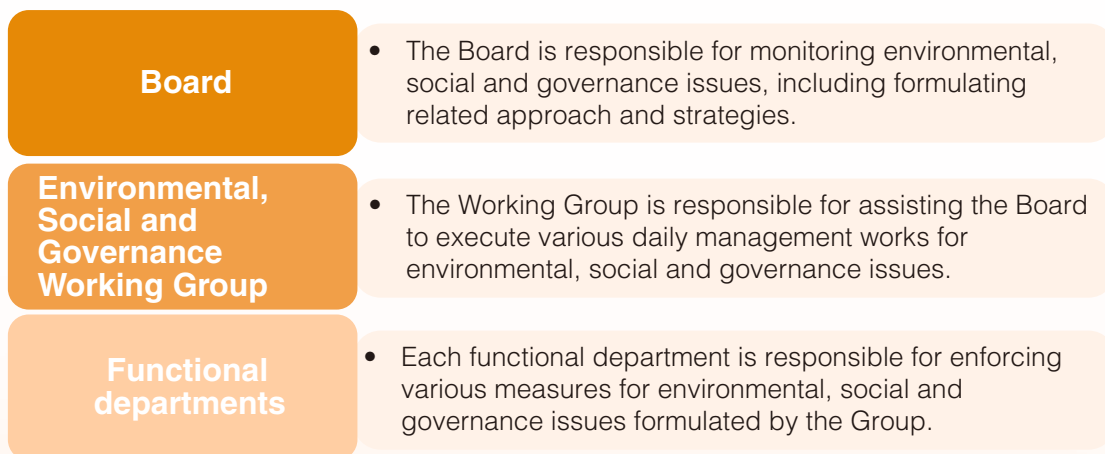 Board
• The Board is responsible for monitoring environmental,
social and governance issues, including formulating
related approach and strategies.
Environmental,
Social and
Governance
Working Group
• The Working Group is responsible for assisting the Board
to execute various daily management works for
environmental, social and governance issues.
Functional
departments
• Each functional department is responsible for enforcing
various measures for environmental, social and
governance issues formulated by the Group.